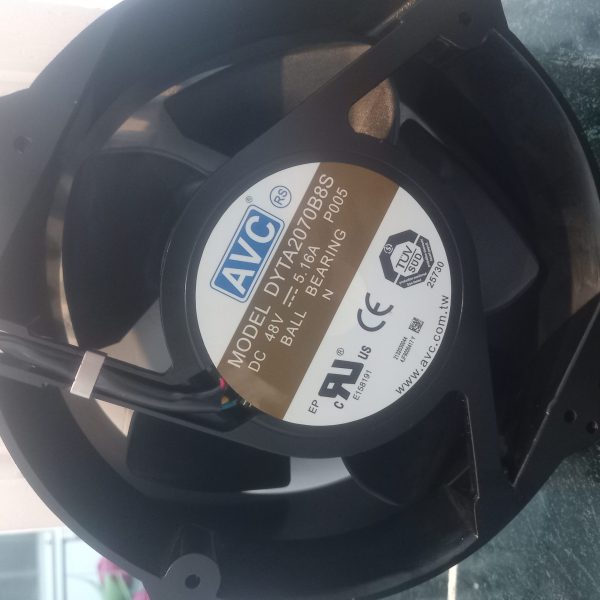 AVC
®
RS
MODEL DYTA2070B8S
DC 48V ⎓ 5.16A
BALL BEARING P005
N
EP
c RU us
®
E158191
CE
TÜV
SÜD
25730
www.avc.com.tw